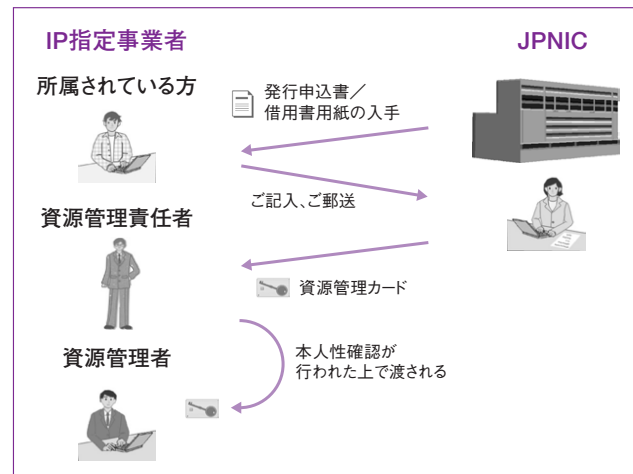 IP指定事業者
JPNIC
所属されている方
発行申込書／
借用書用紙の入手
ご記入、ご郵送
資源管理責任者
資源管理カード
資源管理者
本人性確認が
行われた上で渡される